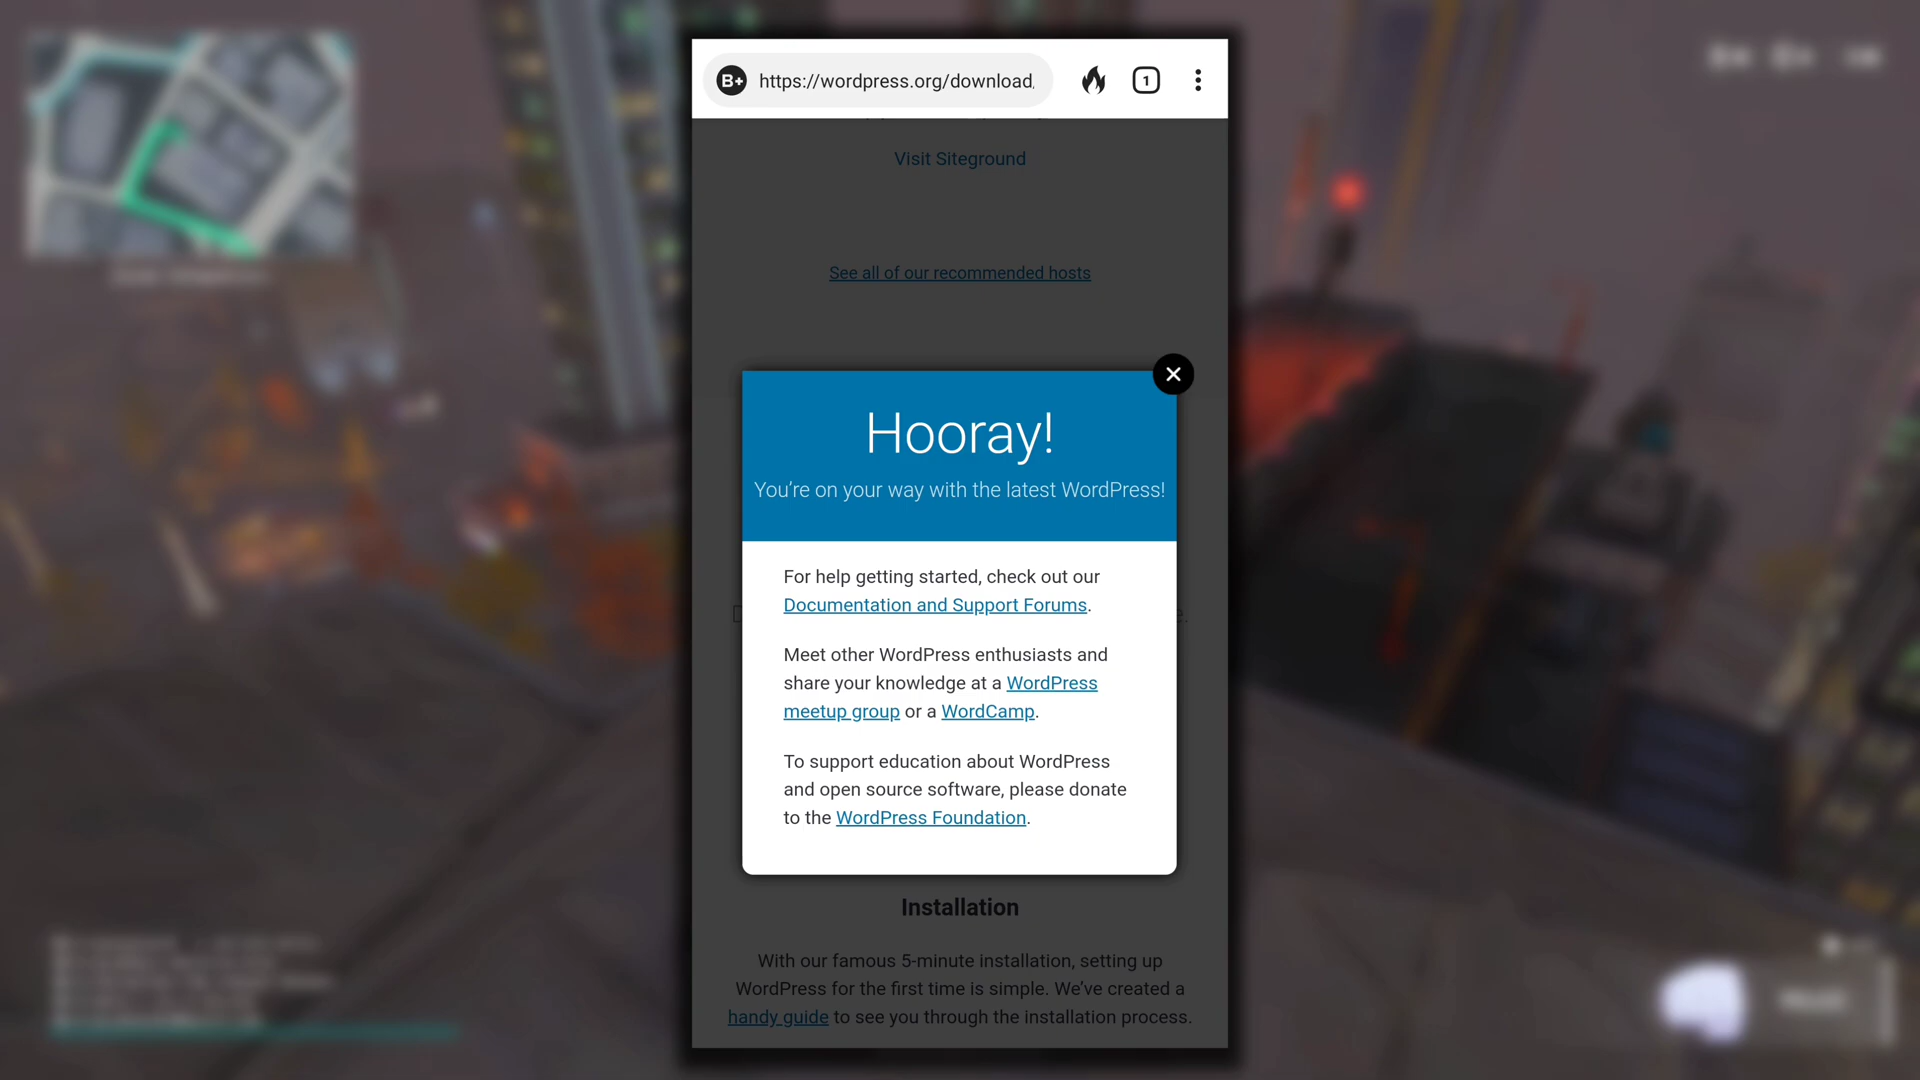 B+ https://wordpress.org/download, 1
Visit Siteground
See all of our recommended hosts
Hooray!
You’re on your way with the latest WordPress!
For help getting started, check out our
Documentation and Support Forums.
Meet other WordPress enthusiasts and
share your knowledge at a WordPress
meetup group or a WordCamp.
To support education about WordPress
and open source software, please donate
to the WordPress Foundation.
Installation
With our famous 5-minute installation, setting up
WordPress for the first time is simple. We’ve created a
handy guide to see you through the installation process.